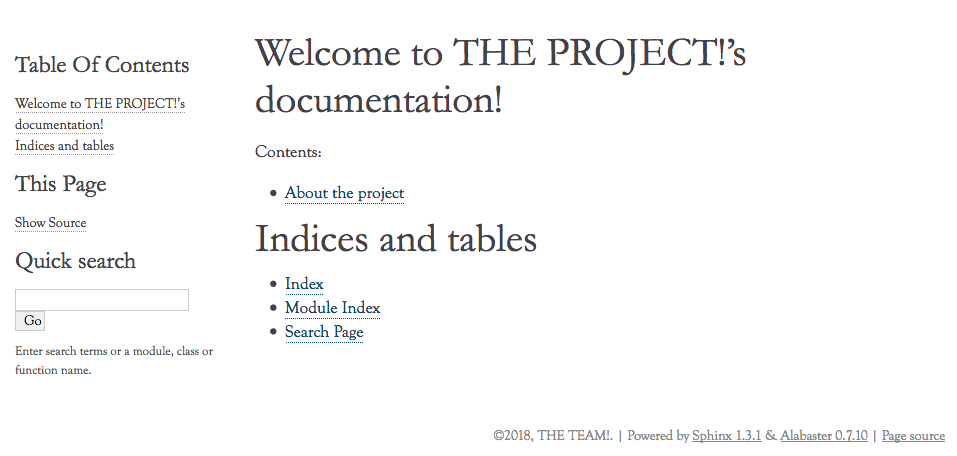 Table Of Contents
Welcome to THE PROJECT!’s
documentation!
Indices and tables
This Page
Show Source
Quick search
Go
Enter search terms or a module, class or
function name.
Welcome to THE PROJECT!’s
documentation!
Contents:
About the project
Indices and tables
Index
Module Index
Search Page
©2018, THE TEAM!. | Powered by Sphinx 1.3.1 & Alabaster 0.7.10 | Page source